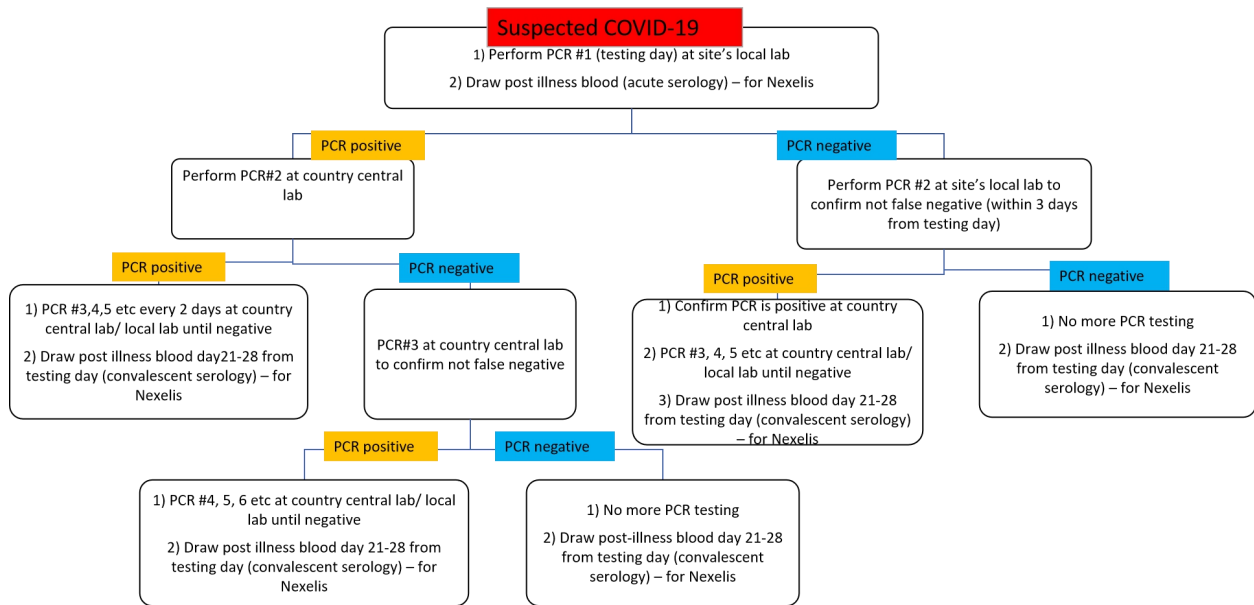 Suspected COVID-19
1) Perform PCR #1 (testing day) at site's local lab
2) Draw post illness blood (acute serology) – for Nexelis
PCR positive
PCR negative
Perform PCR#2 at country central
lab
Perform PCR #2 at site's local lab to
confirm not false negative (within 3 days
from testing day)
PCR positive
PCR negative
PCR positive
PCR negative
1) PCR #3,4,5 etc every 2 days at country
central lab/ local lab until negative
2) Draw post illness blood day21-28 from
testing day (convalescent serology) – for
Nexelis
PCR#3 at country central lab
to confirm not false negative
1) Confirm PCR is positive at country
central lab
2) PCR #3, 4, 5 etc at country central lab/
local lab until negative
3) Draw post illness blood day 21-28
from testing day (convalescent serology)
– for Nexelis
1) No more PCR testing
2) Draw post illness blood day 21-28
from testing day (convalescent
serology) – for Nexelis
PCR positive
PCR negative
1) PCR #4, 5, 6 etc at country central lab/ local
lab until negative
2) Draw post illness blood day 21-28 from
testing day (convalescent serology) – for
Nexelis
1) No more PCR testing
2) Draw post-illness blood day 21-28
from testing day (convalescent
serology) – for Nexelis